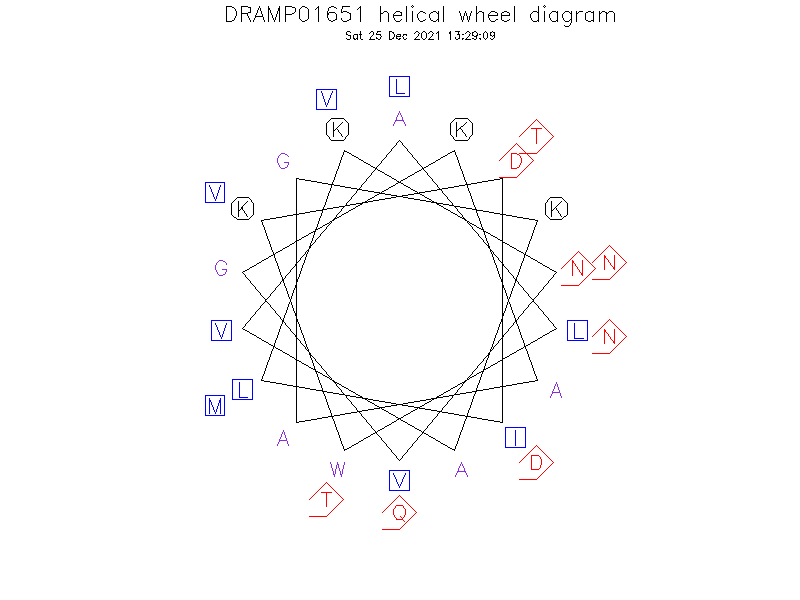 DRAMP01651 helical wheel diagram
Sat 25 Dec 2021 13:29:09
L
V
A
K
K
T
G
D
V
K
K
G
N
N
V
L
N
L
A
M
A
I
W
A
D
V
T
Q